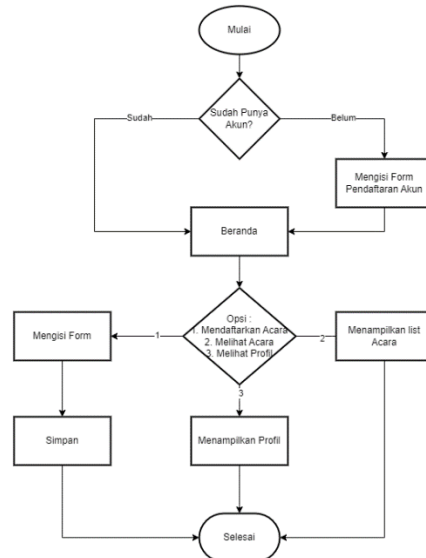 Mulai
Sudah Punya
Akun?
Sudah
Belum
Mengisi Form
Pendaftaran Akun
Beranda
Opsi :
1. Mendaftarkan Acara
2. Melihat Acara
3. Melihat Profil
1
2
3
Mengisi Form
Menampilkan list
Acara
Simpan
Menampilkan Profil
Selesai